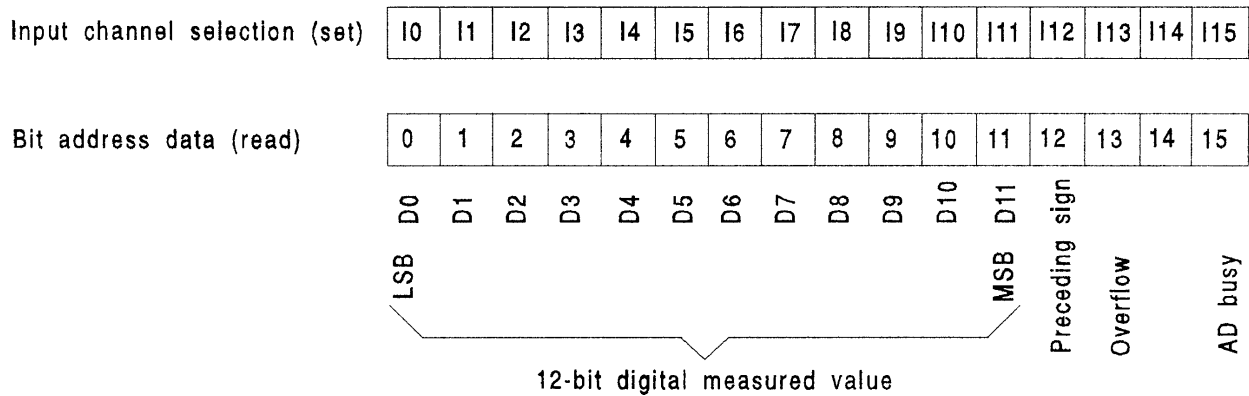 Input channel selection (set) I0 I1 I2 I3 I4 I5 I6 I7 I8 I9 I10 I11 I12 I13 I14 I15
Bit address data (read) 0 1 2 3 4 5 6 7 8 9 10 11 12 13 14 15
D0 D1 D2 D3 D4 D5 D6 D7 D8 D9 D10 D11
LSB
MSB
Preceding sign
Overflow
AD busy
12-bit digital measured value